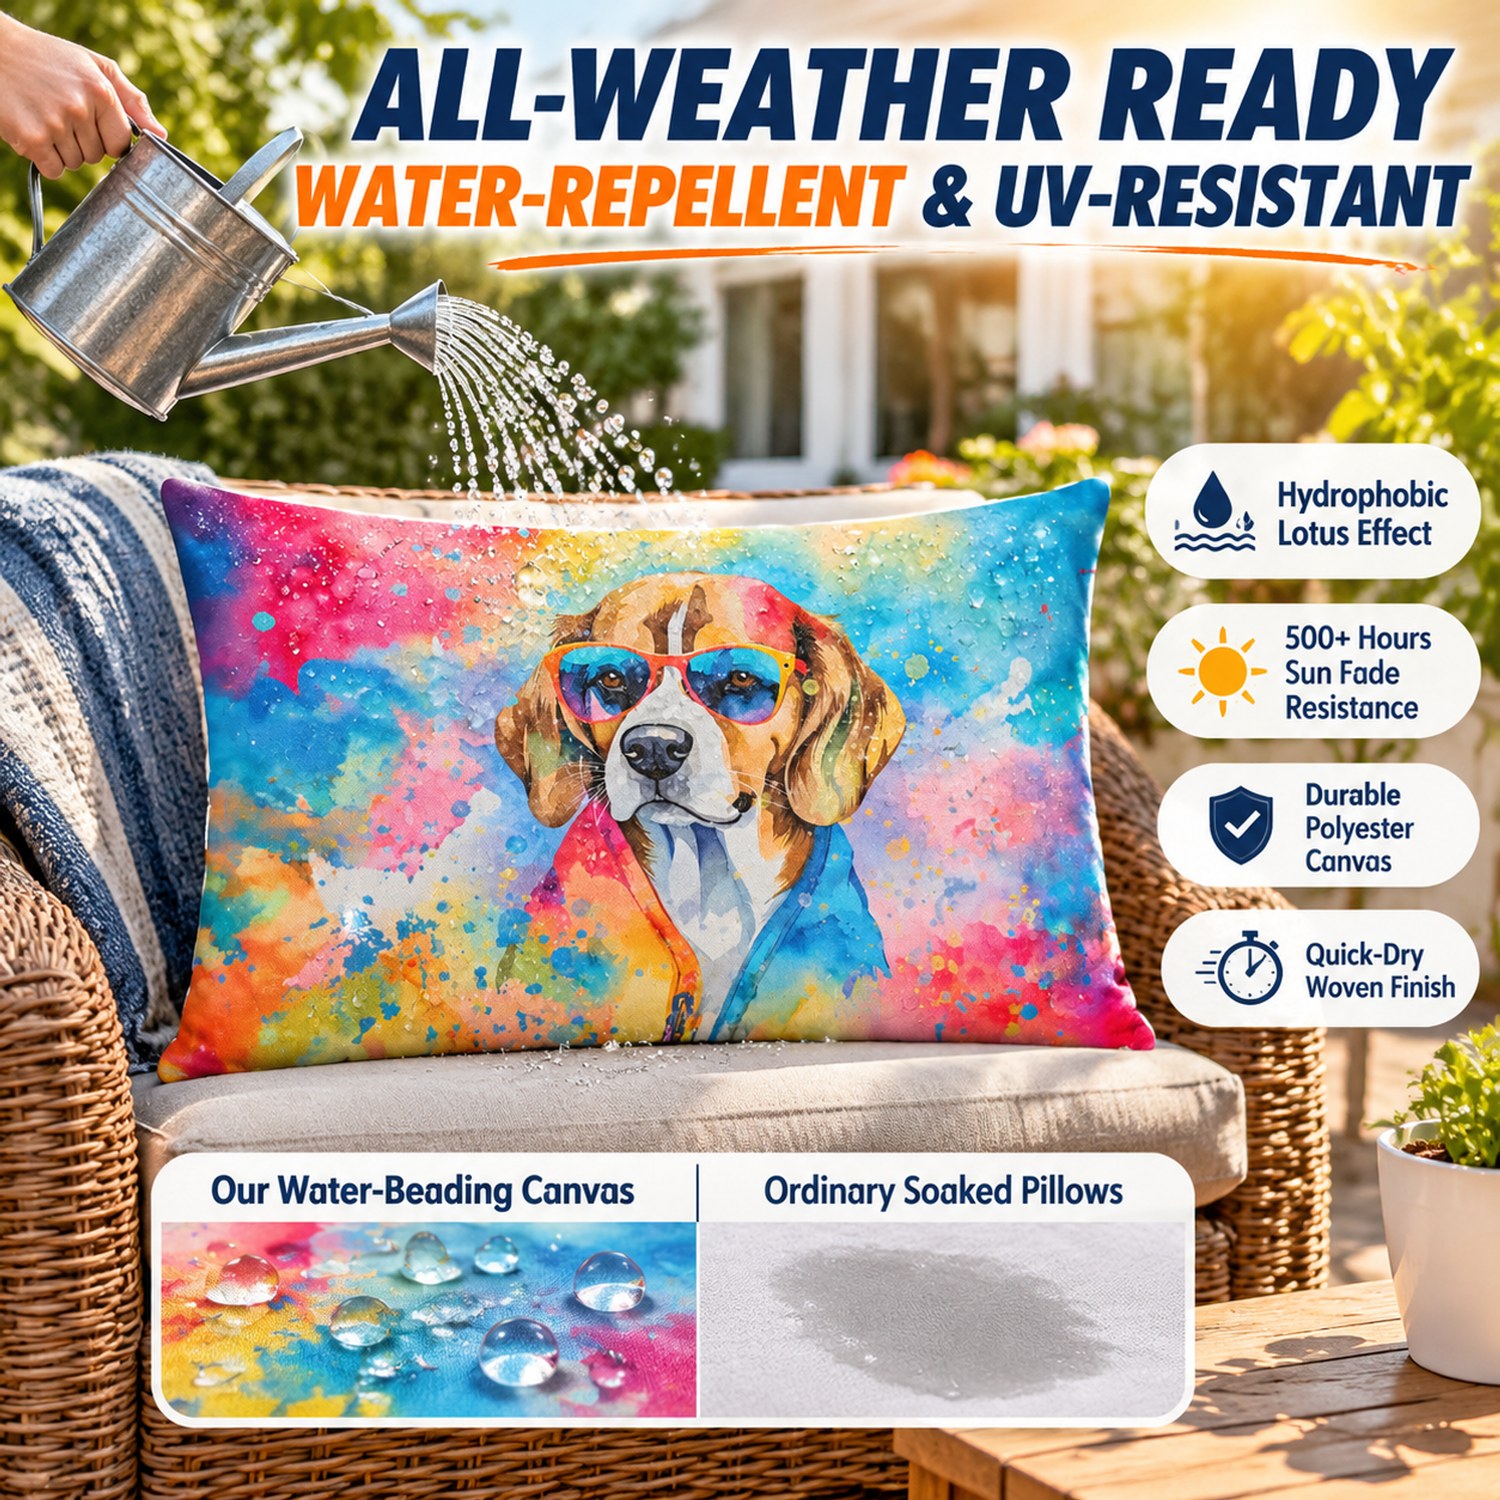 ALL-WEATHER READY
WATER-REPELLENT & UV-RESISTANT
Hydrophobic
Lotus Effect
500+ Hours
Sun Fade
Resistance
Durable
Polyester
Canvas
Quick-Dry
Woven Finish
Our Water-Beading Canvas
Ordinary Soaked Pillows